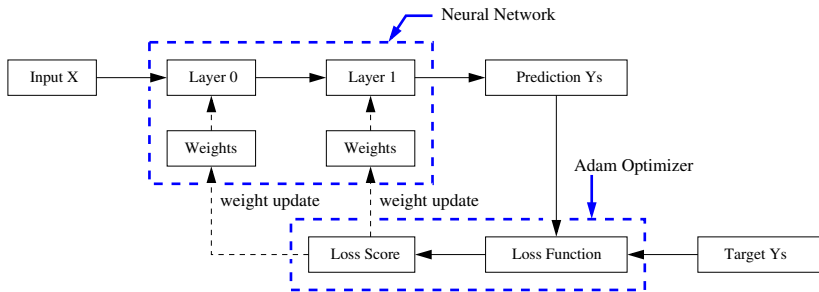 Neural Network
Input X
Layer 0
Layer 1
Prediction Ys
Weights
Weights
Adam Optimizer
weight update
weight update
Loss Score
Loss Function
Target Ys